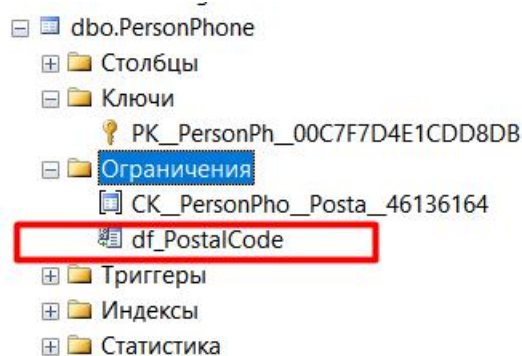 dbo.PersonPhone
Столбцы
Ключи
PK__PersonPh__00C7F7D4E1CDD8DB
Ограничения
CK__PersonPho__Posta__46136164
df_PostalCode
Триггеры
Индексы
Статистика